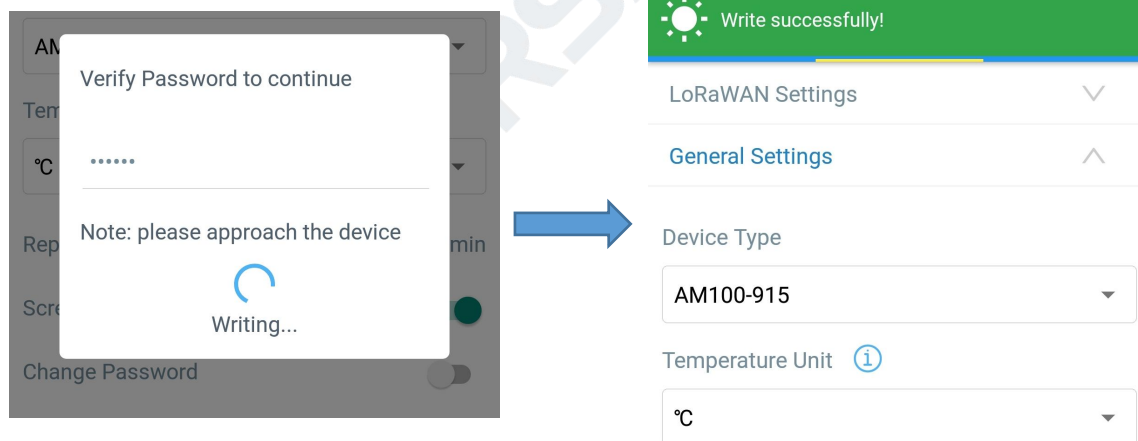 AM
Verify Password to continue
Tem
℃
••••••
Note: please approach the device
Rep
min
Scre
Writing...
Change Password
Write successfully!
LoRaWAN Settings
General Settings
Device Type
AM100-915
Temperature Unit
℃